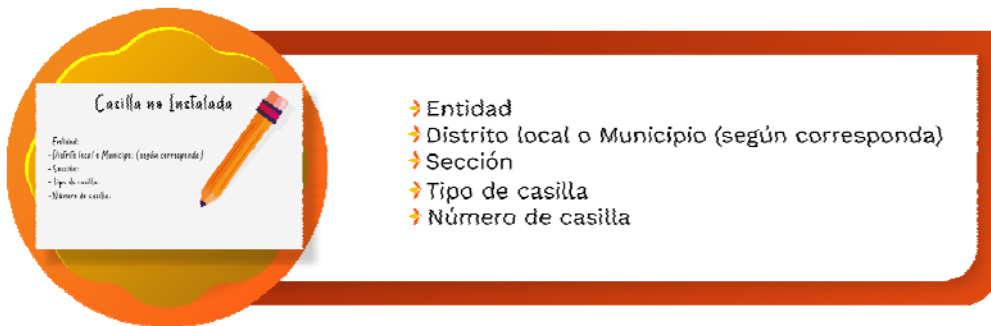 Casilla no Instalada
Entidad:
-Distrito local o Municipo: (según corresponda)
- Sección:
- Tipo de casilla:
-Número de casilla:
Entidad
Distrito local o Municipio (según corresponda)
Sección
Tipo de casilla
Número de casilla